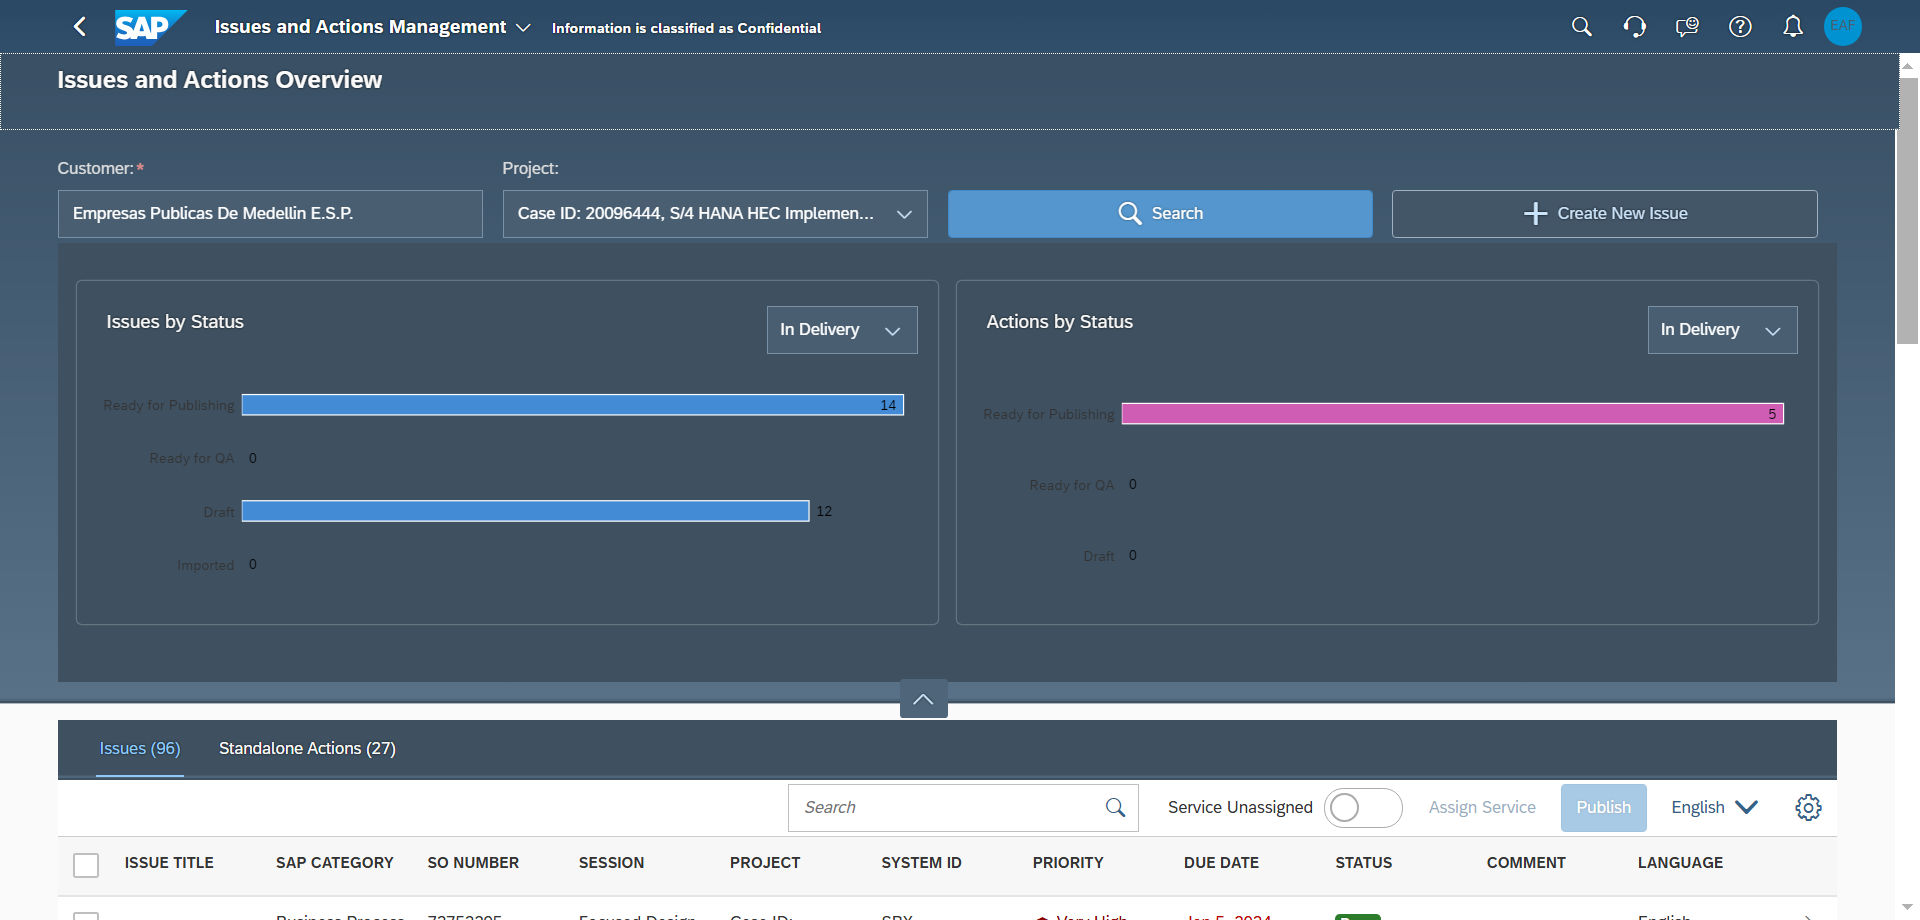 SAP Issues and Actions Management Information is classified as Confidential EAF
Issues and Actions Overview
Customer:* Project:
Empresas Publicas De Medellin E.S.P. Case ID: 20096444, S/4 HANA HEC Implemen... Search Create New Issue
Issues by Status In Delivery
Ready for Publishing 14
Ready for QA 0
Draft 12
Imported 0
Actions by Status In Delivery
Ready for Publishing 5
Ready for QA 0
Draft 0
Issues (96) Standalone Actions (27)
Search Service Unassigned Assign Service Publish English
ISSUE TITLE SAP CATEGORY SO NUMBER SESSION PROJECT SYSTEM ID PRIORITY DUE DATE STATUS COMMENT LANGUAGE
Business Process Focused Design Case ID: Very High Jan 5, 2024 English